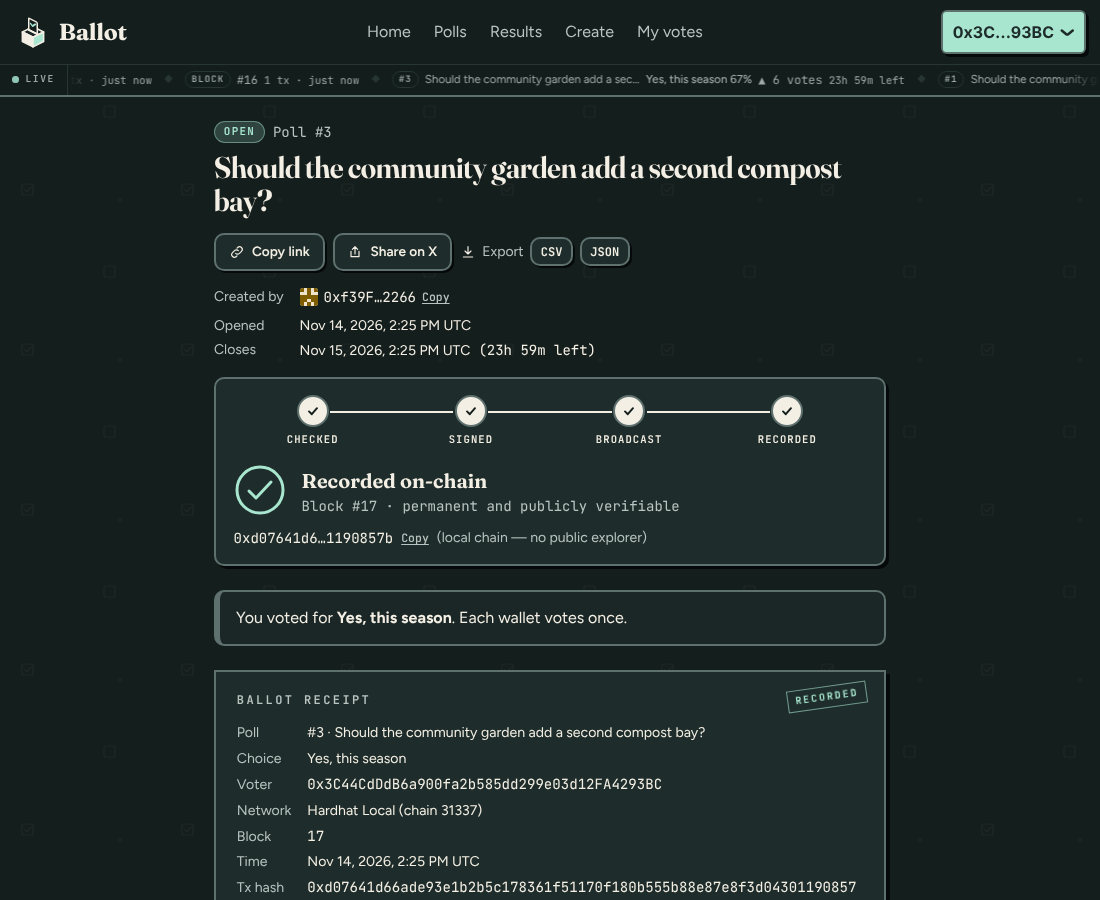 Ballot
Home Polls Results Create My votes
0x3C…93BC
LIVE
tx · just now BLOCK #16 1 tx · just now #3 Should the community garden add a sec… Yes, this season 67% ▲ 6 votes 23h 59m left #1 Should the community
OPEN Poll #3
Should the community garden add a second compost
bay?
Copy link Share on X Export CSV JSON
Created by 0xf39F…2266 Copy
Opened Nov 14, 2026, 2:25 PM UTC
Closes Nov 15, 2026, 2:25 PM UTC (23h 59m left)
CHECKED SIGNED BROADCAST RECORDED
Recorded on-chain
Block #17 · permanent and publicly verifiable
0xd07641d6…1190857b Copy (local chain — no public explorer)
You voted for Yes, this season. Each wallet votes once.
BALLOT RECEIPT
RECORDED
Poll #3 · Should the community garden add a second compost bay?
Choice Yes, this season
Voter 0x3C44CdDdB6a900fa2b585dd299e03d12FA4293BC
Network Hardhat Local (chain 31337)
Block 17
Time Nov 14, 2026, 2:25 PM UTC
Tx hash 0xd07641d66ade93e1b2b5c178361f51170f180b555b88e87e8f3d04301190857